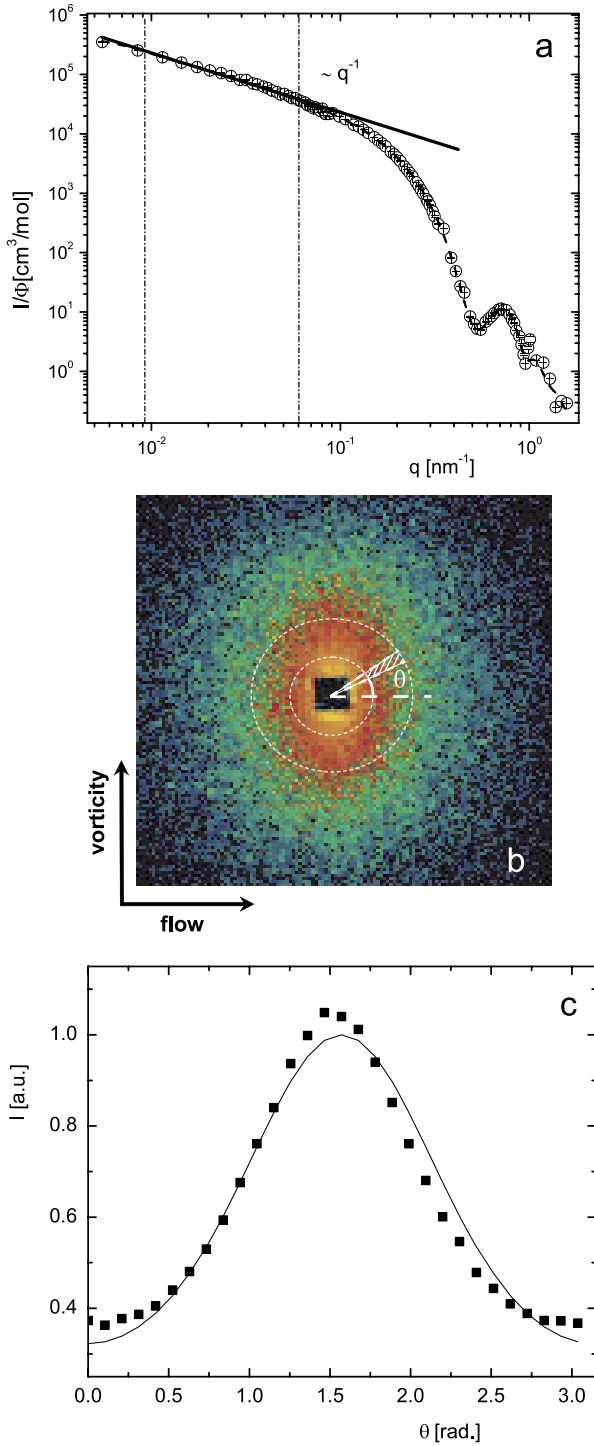 a
10^6
10^5
10^4
10^3
10^2
10^1
10^0
I/Φ[cm^3/mol]
~ q^-1
10^-2
10^-1
10^0
q [nm^-1]
θ
b
vorticity
flow
c
1.0
0.8
0.6
0.4
I [a.u.]
0.0
0.5
1.0
1.5
2.0
2.5
3.0
θ [rad.]